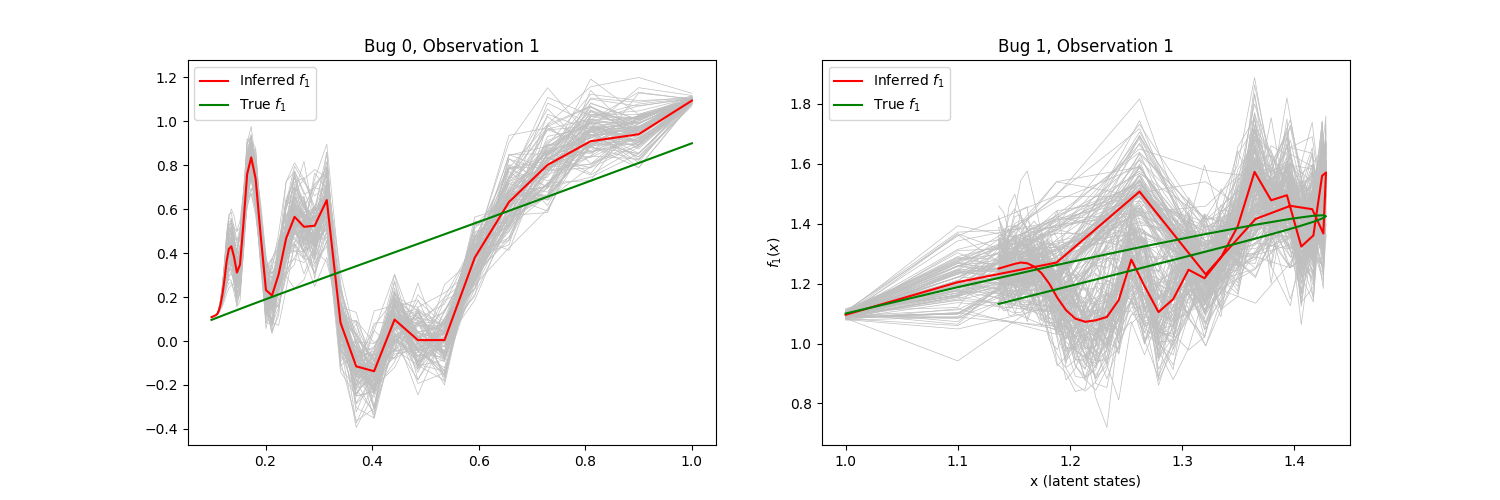 Bug 0, Observation 1
Inferred f₁
True f₁
1.2
1.0
0.8
0.6
0.4
0.2
0.0
−0.2
−0.4
0.2 0.4 0.6 0.8 1.0
Bug 1, Observation 1
Inferred f₁
True f₁
f₁(x)
1.8
1.6
1.4
1.2
1.0
0.8
1.0 1.1 1.2 1.3 1.4
x (latent states)